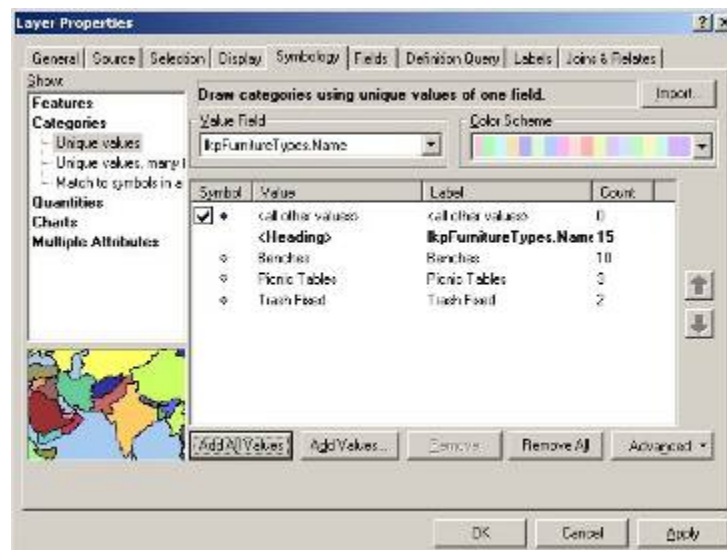 Layer Properties
General Source Selection Display Symbology Fields Definition Query Labels Joins & Relates
Show:
Features
Categories
Unique values
Unique values, many
Match to symbols in a
Quantities
Charts
Multiple Attributes
Draw categories using unique values of one field.
Import...
Value Field
lkpFurnitureTypes.Name
Color Scheme
Symbol Value Label Count
<all other values> <all other values> 0
<Heading> lkpFurnitureTypes.Name 15
Benches Benches 10
Picnic Tables Picnic Tables 3
Trash Fixed Trash Fixed 2
Add All Values Add Values... Remove Remove All Advanced
OK Cancel Apply